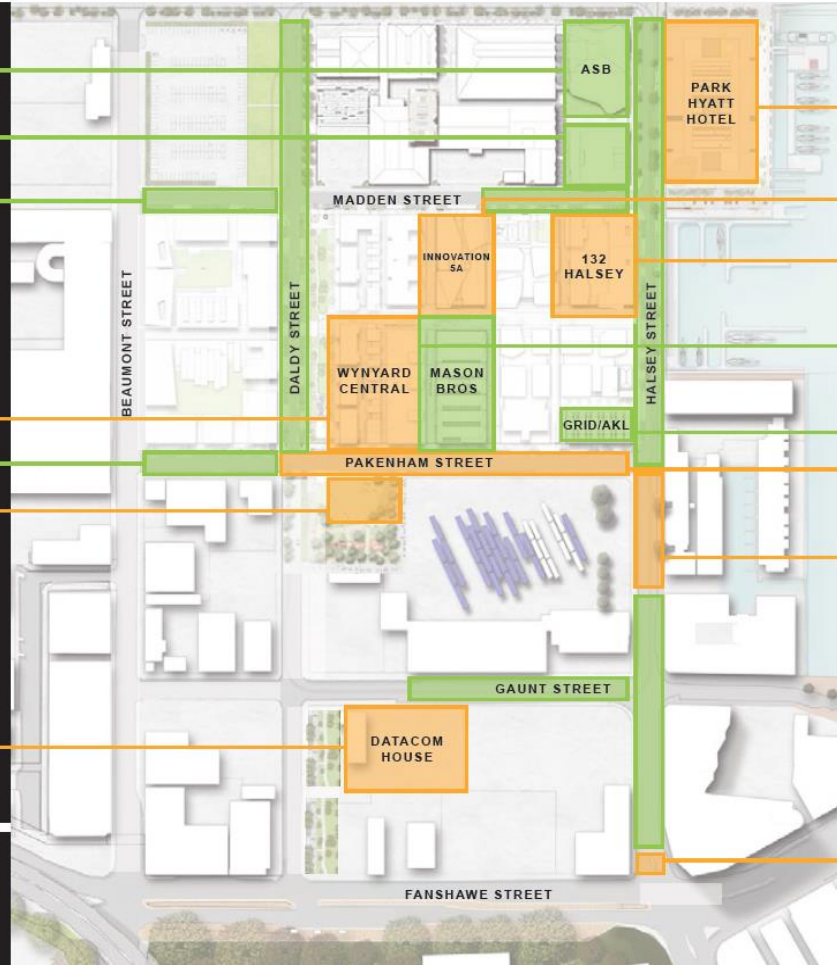 ASB
PARK
HYATT
HOTEL
MADDEN STREET
INNOVATION
5A
132
HALSEY
BEAUMONT STREET
DALDY STREET
HALSEY STREET
WYNYARD
CENTRAL
MASON
BROS
GRID/AKL
PAKENHAM STREET
GAUNT STREET
DATACOM
HOUSE
FANSHAWE STREET